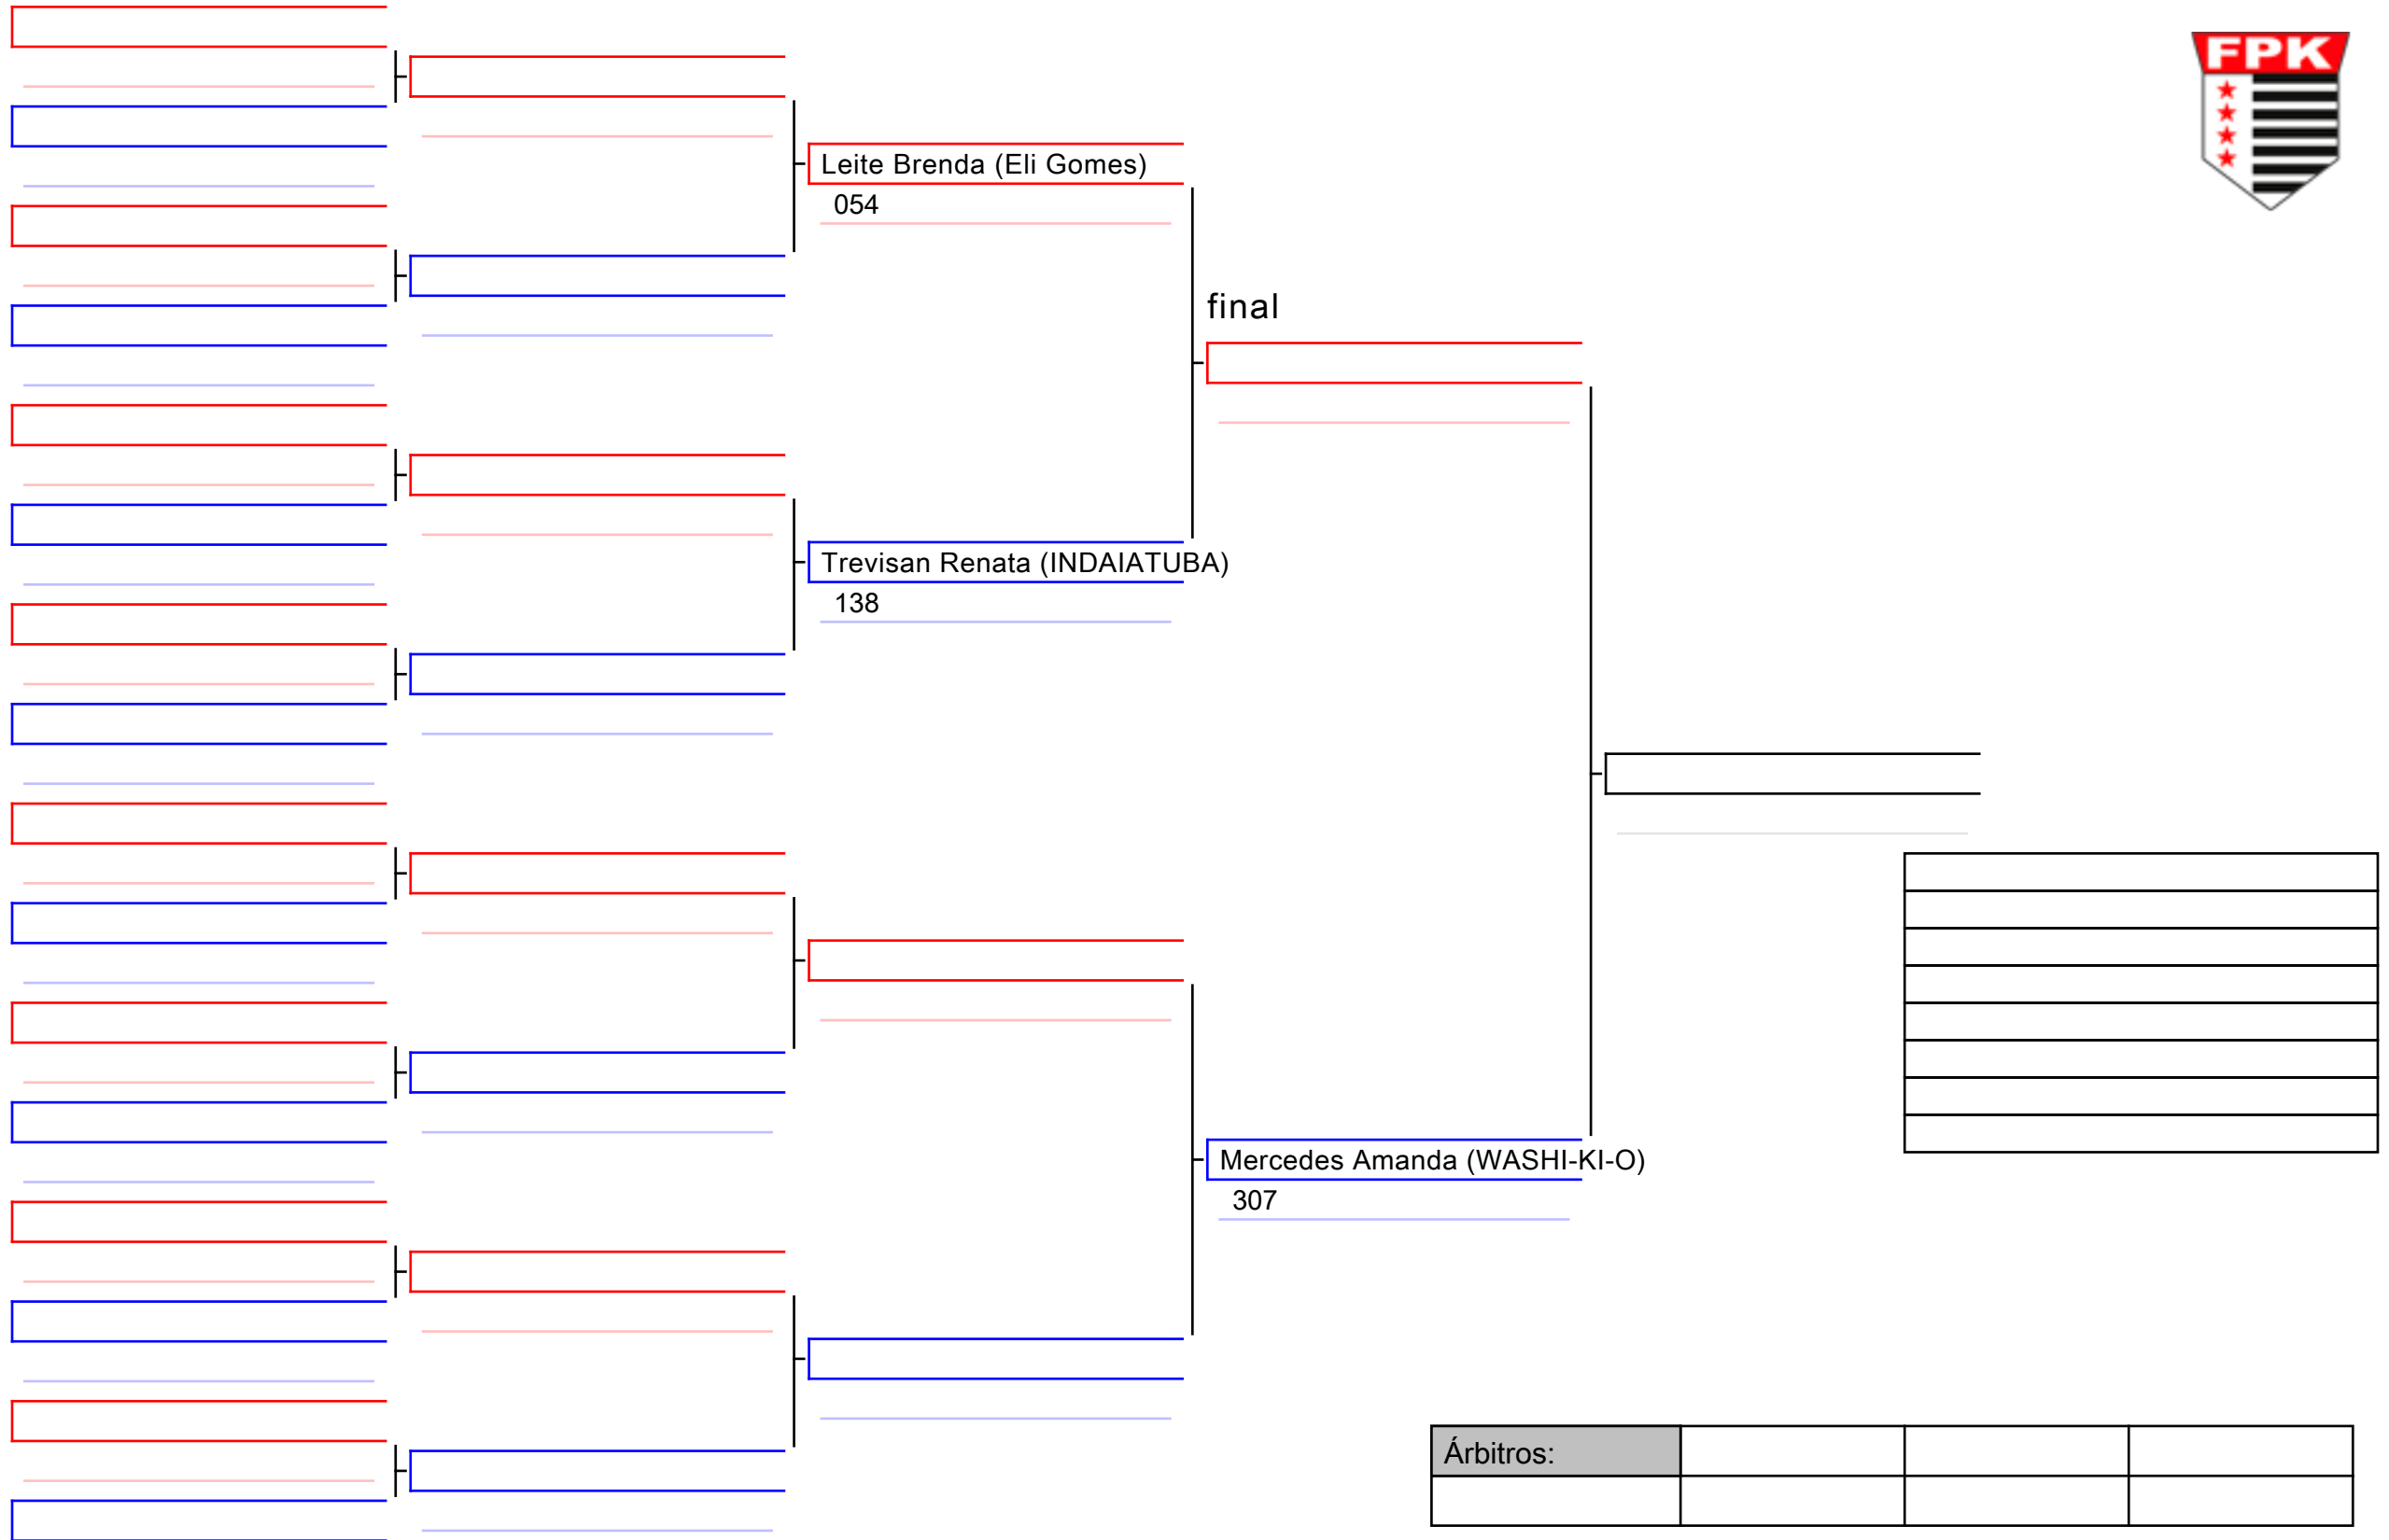 FPK
Leite Brenda (Eli Gomes)
054
final
Trevisan Renata (INDAIATUBA)
138
Mercedes Amanda (WASHI-KI-O)
307
Árbitros: